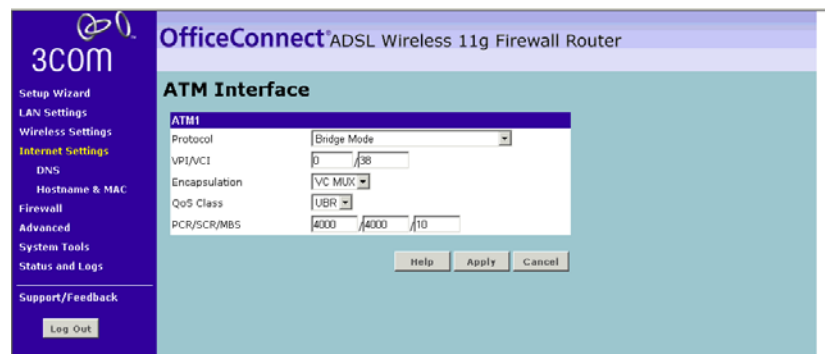 3COM
OfficeConnect® ADSL Wireless 11g Firewall Router
Setup Wizard
LAN Settings
Wireless Settings
Internet Settings
DNS
Hostname & MAC
Firewall
Advanced
System Tools
Status and Logs
Support/Feedback
Log Out
ATM Interface
ATM1
Protocol Bridge Mode
VPI/VCI 0 /38
Encapsulation VC MUX
QoS Class UBR
PCR/SCR/MBS 4000 /4000 /10
Help Apply Cancel